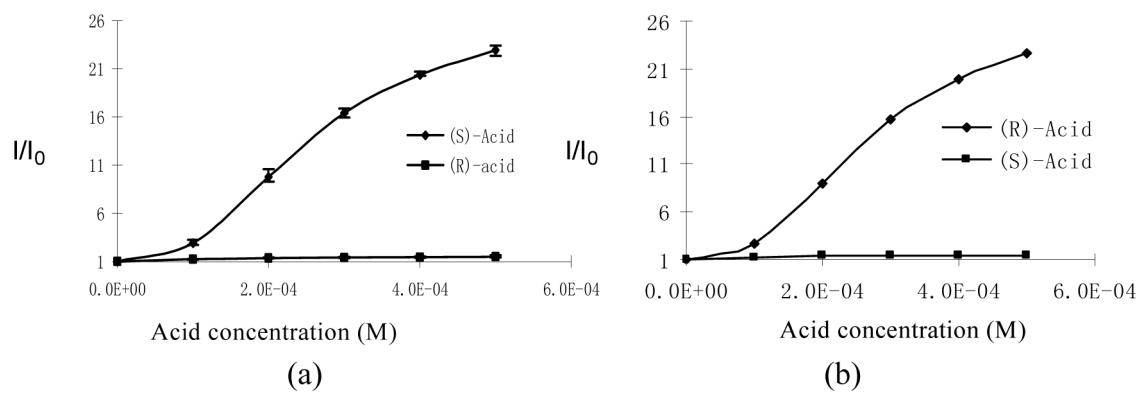 26
21
16
11
6
1
I/I0
0.0E+00
2.0E-04
4.0E-04
6.0E-04
(S)-Acid
(R)-acid
Acid concentration (M)
(a)
26
21
16
11
6
1
I/I0
0.0E+00
2.0E-04
4.0E-04
6.0E-04
(R)-Acid
(S)-Acid
Acid concentration (M)
(b)